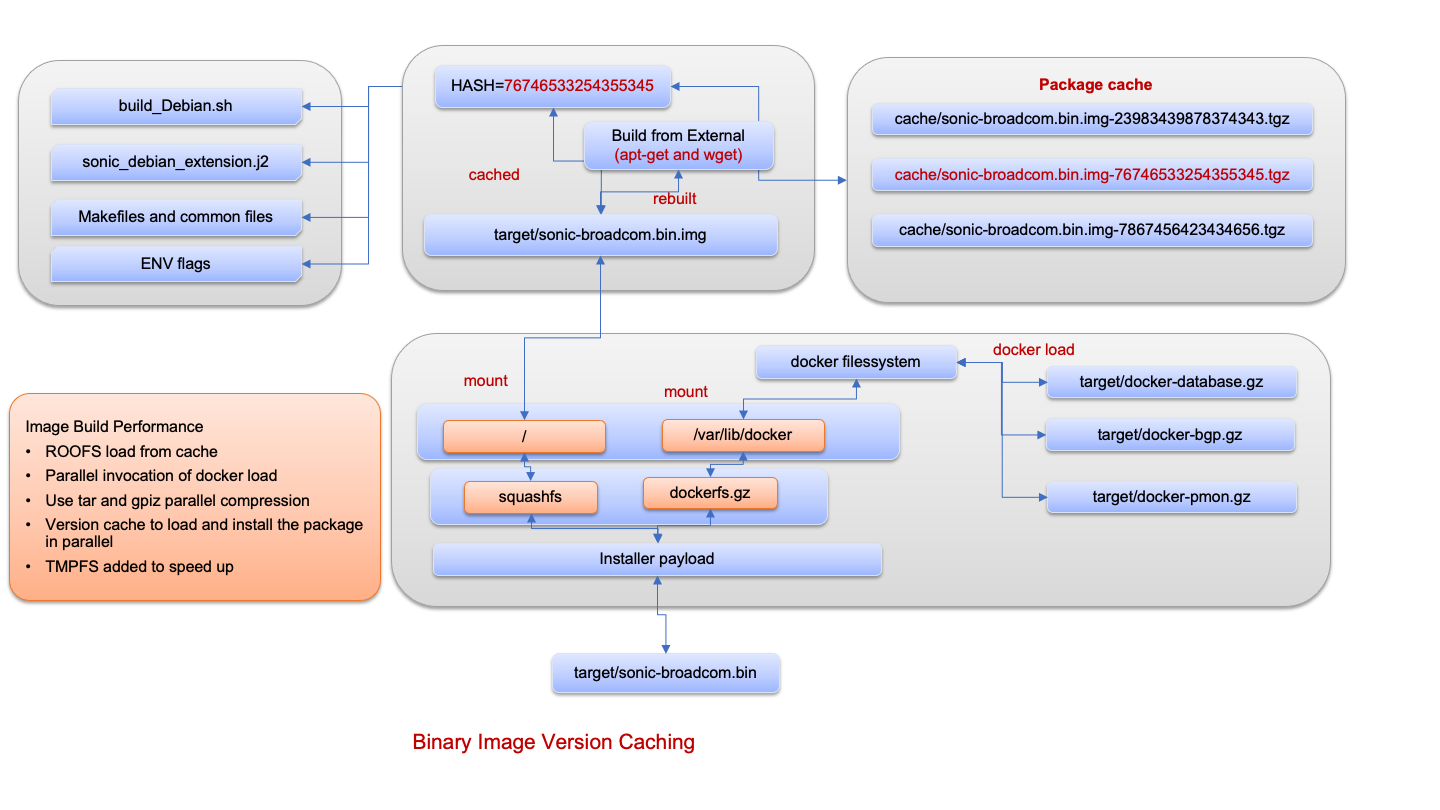 build_Debian.sh
sonic_debian_extension.j2
Makefiles and common files
ENV flags
HASH=76746533254355345
Build from External
(apt-get and wget)
cached
rebuilt
target/sonic-broadcom.bin.img
Package cache
cache/sonic-broadcom.bin.img-23983439878374343.tgz
cache/sonic-broadcom.bin.img-76746533254355345.tgz
cache/sonic-broadcom.bin.img-7867456423434656.tgz
Image Build Performance
• ROOFS load from cache
• Parallel invocation of docker load
• Use tar and gpiz parallel compression
• Version cache to load and install the package
in parallel
• TMPFS added to speed up
docker filessystem
docker load
mount
mount
/
/var/lib/docker
squashfs
dockerfs.gz
Installer payload
target/docker-database.gz
target/docker-bgp.gz
target/docker-pmon.gz
target/sonic-broadcom.bin
Binary Image Version Caching